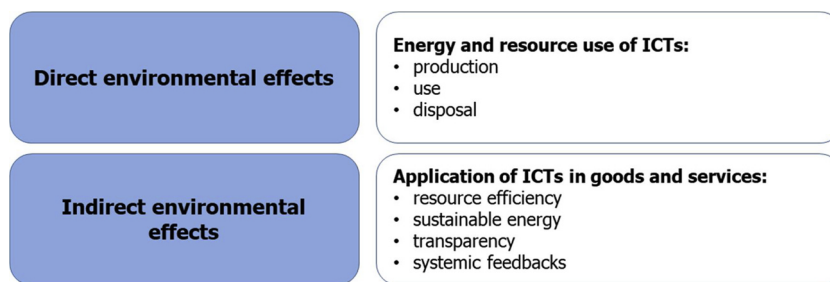 Direct environmental effects
Energy and resource use of ICTs:
• production
• use
• disposal
Indirect environmental
effects
Application of ICTs in goods and services:
• resource efficiency
• sustainable energy
• transparency
• systemic feedbacks